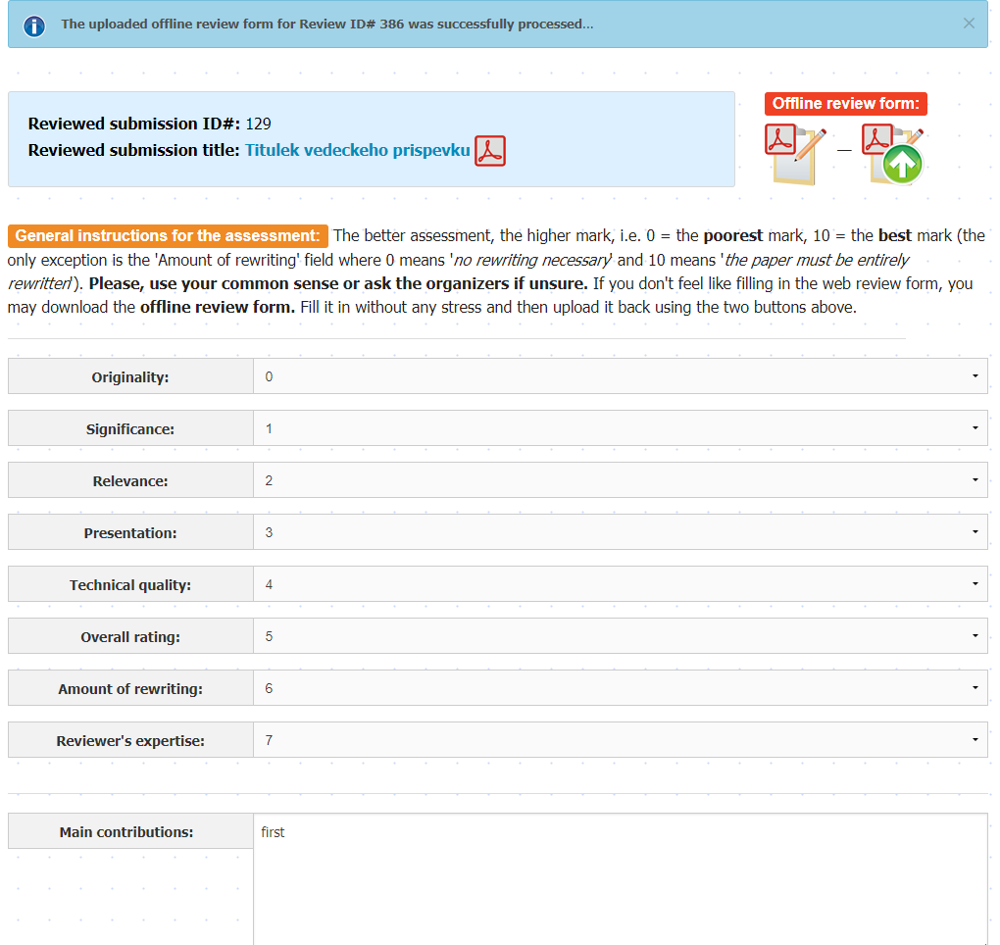 The uploaded offline review form for Review ID# 386 was successfully processed...
×
Reviewed submission ID#: 129
Reviewed submission title: Titulek vedeckeho prispevku
Offline review form:
—
General instructions for the assessment: The better assessment, the higher mark, i.e. 0 = the poorest mark, 10 = the best mark (the
only exception is the 'Amount of rewriting' field where 0 means 'no rewriting necessary' and 10 means 'the paper must be entirely
rewritten'). Please, use your common sense or ask the organizers if unsure. If you don't feel like filling in the web review form, you
may download the offline review form. Fill it in without any stress and then upload it back using the two buttons above.
Originality: 0
Significance: 1
Relevance: 2
Presentation: 3
Technical quality: 4
Overall rating: 5
Amount of rewriting: 6
Reviewer's expertise: 7
Main contributions: first